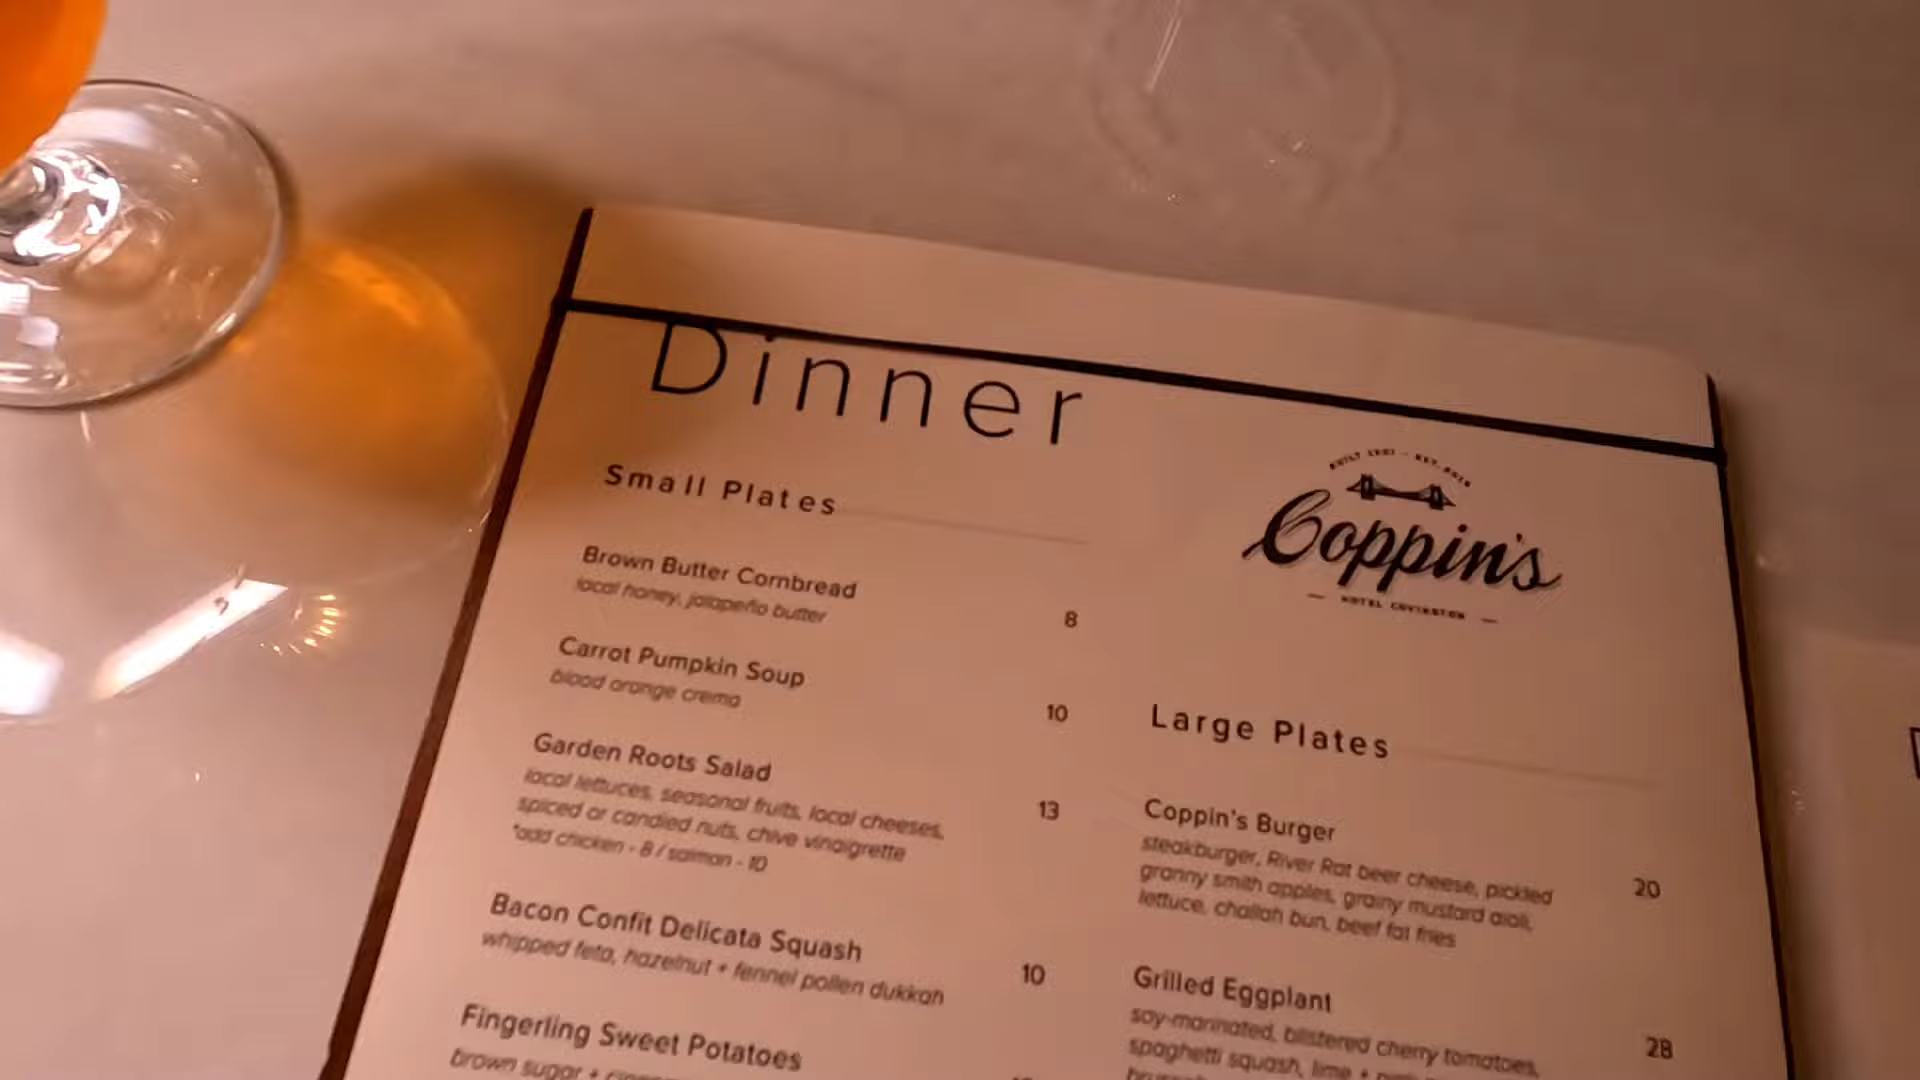 Dinner
Small Plates
Brown Butter Cornbread
local honey, jalapeño butter
8
Carrot Pumpkin Soup
blood orange crema
10
Garden Roots Salad
local lettuces, seasonal fruits, local cheeses,
spiced or candied nuts, chive vinaigrette
*add chicken - 8 / salmon - 10
13
Bacon Confit Delicata Squash
whipped feta, hazelnut + fennel pollen dukkah
10
Fingerling Sweet Potatoes
brown sugar +
Coppin's
HOTEL COVINGTON
Large Plates
Coppin's Burger
steakburger, River Rat beer cheese, pickled
granny smith apples, grainy mustard aioli,
lettuce, challah bun, beef fat fries
20
Grilled Eggplant
soy-marinated, blistered cherry tomatoes,
spaghetti squash, lime +
28